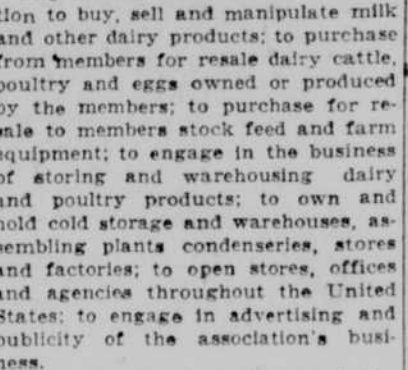 tion to buy, sell and manipulate milk
and other dairy products; to purchase
from members for resale dairy cattle,
poultry and eggs owned or produced
by the members; to purchase for re-
sale to members stock feed and farm
equipment; to engage in the business
of storing and warehousing dairy
and poultry products; to own and
hold cold storage and warehouses, as-
sembling plants condenseries, stores
and factories; to open stores, offices
and agencies throughout the United
States; to engage in advertising and
publicity of the association's busi-
ness.